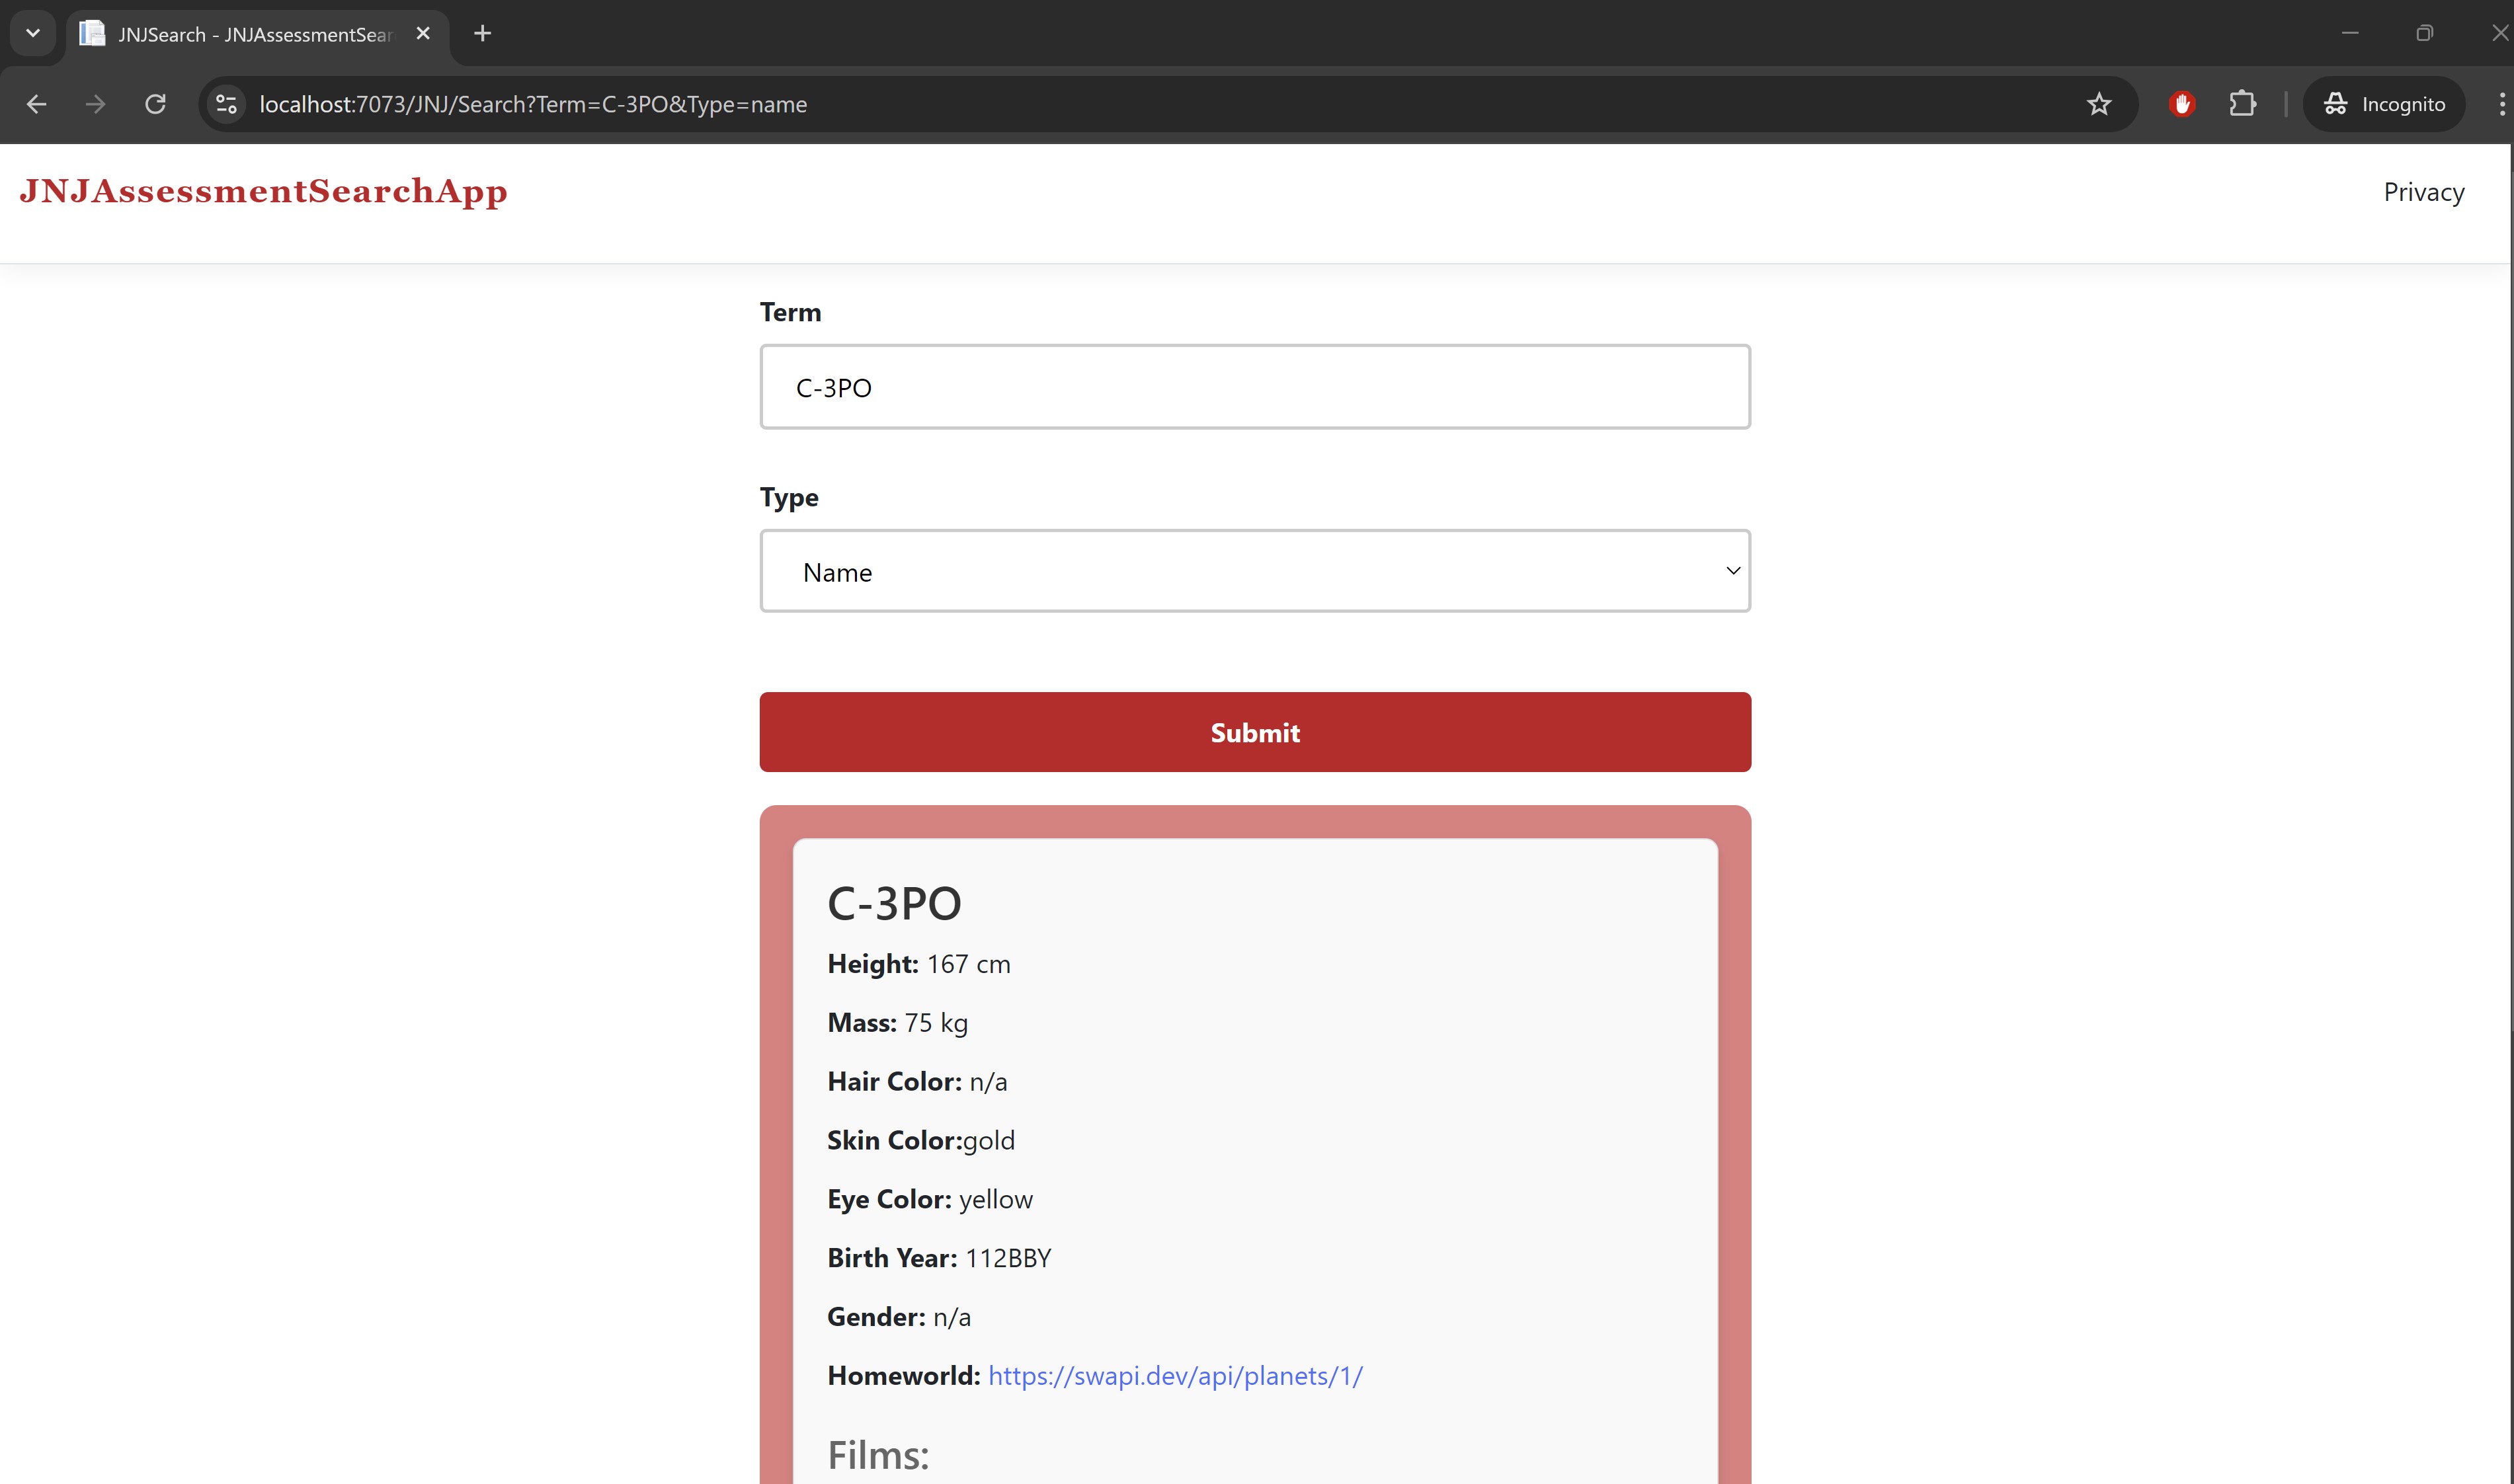 JNJSearch - JNJAssessmentSear
localhost:7073/JNJ/Search?Term=C-3PO&Type=name
Incognito
JNJAssessmentSearchApp
Privacy
Term
C-3PO
Type
Name
Submit
C-3PO
Height: 167 cm
Mass: 75 kg
Hair Color: n/a
Skin Color:gold
Eye Color: yellow
Birth Year: 112BBY
Gender: n/a
Homeworld: https://swapi.dev/api/planets/1/
Films: